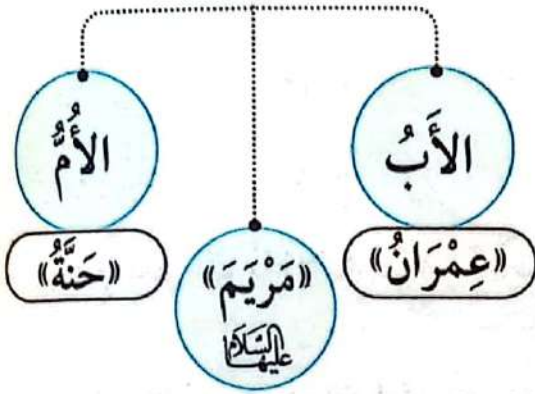 الأَبُ
الأُمُّ
«عِمْرَانُ»
«حَنَّةُ»
«مَرْيَمَ»
عليها السلام